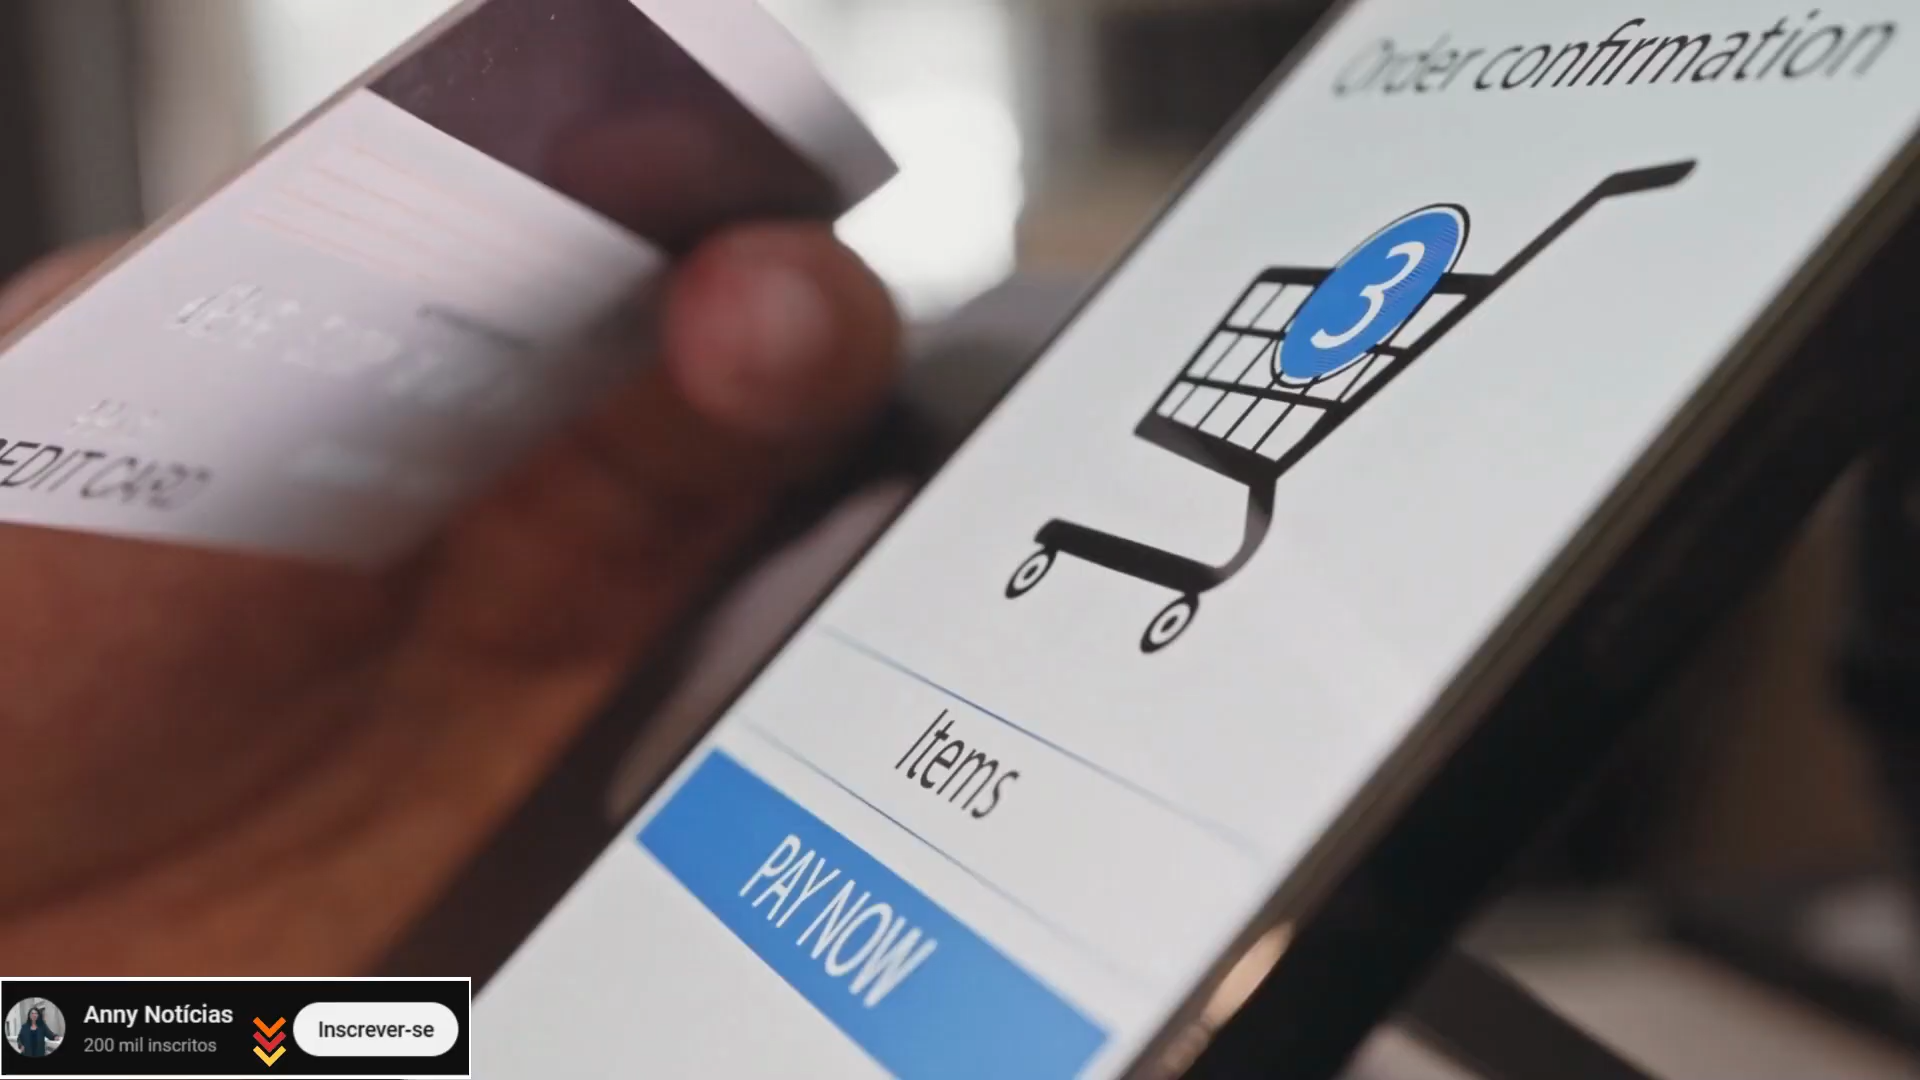 Order confirmation
3
Items
PAY NOW
EDIT CARD
Anny Notícias
200 mil inscritos
Inscrever-se